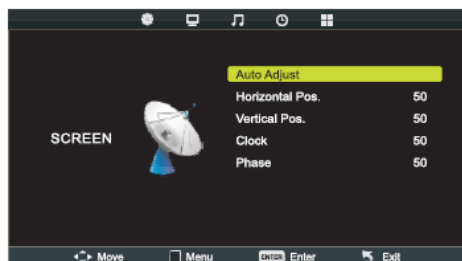 Auto Adjust
Horizontal Pos. 50
Vertical Pos. 50
SCREEN
Clock 50
Phase 50
Move Menu ENTER Enter Exit